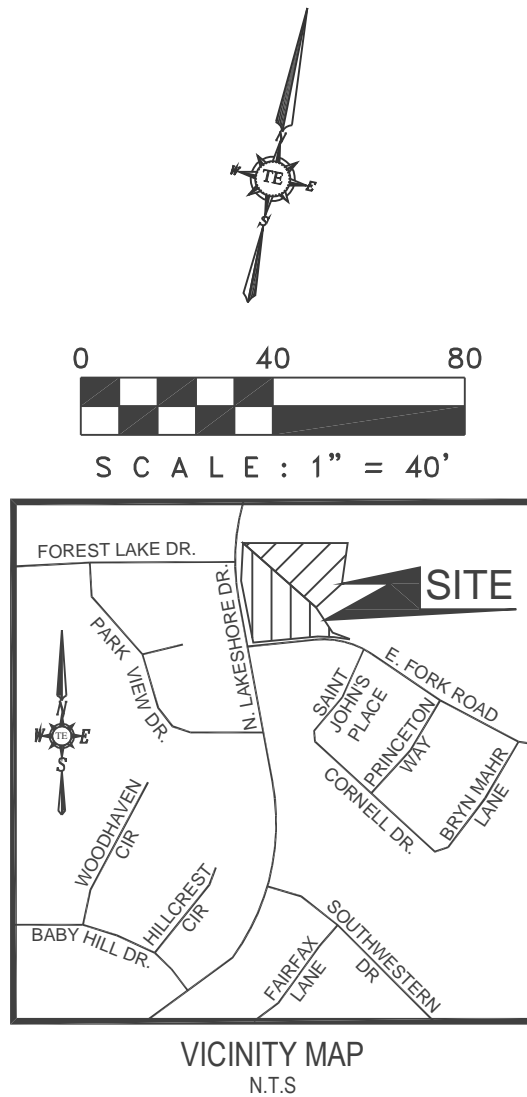 N
W TE E
S
0 40 80
SCALE: 1" = 40'
FOREST LAKE DR.
SITE
N. LAKESHORE DR.
PARK VIEW DR.
E. FORK ROAD
SAINT
JOHN'S
PLACE
N
W TE E
S
PRINCETON
WAY
CORNELL DR.
BRYN MAHR
LANE
WOODHAVEN
CIR
HILLCREST
CIR
BABY HILL DR.
SOUTHWESTERN
DR
FAIRFAX
LANE
VICINITY MAP
N.T.S